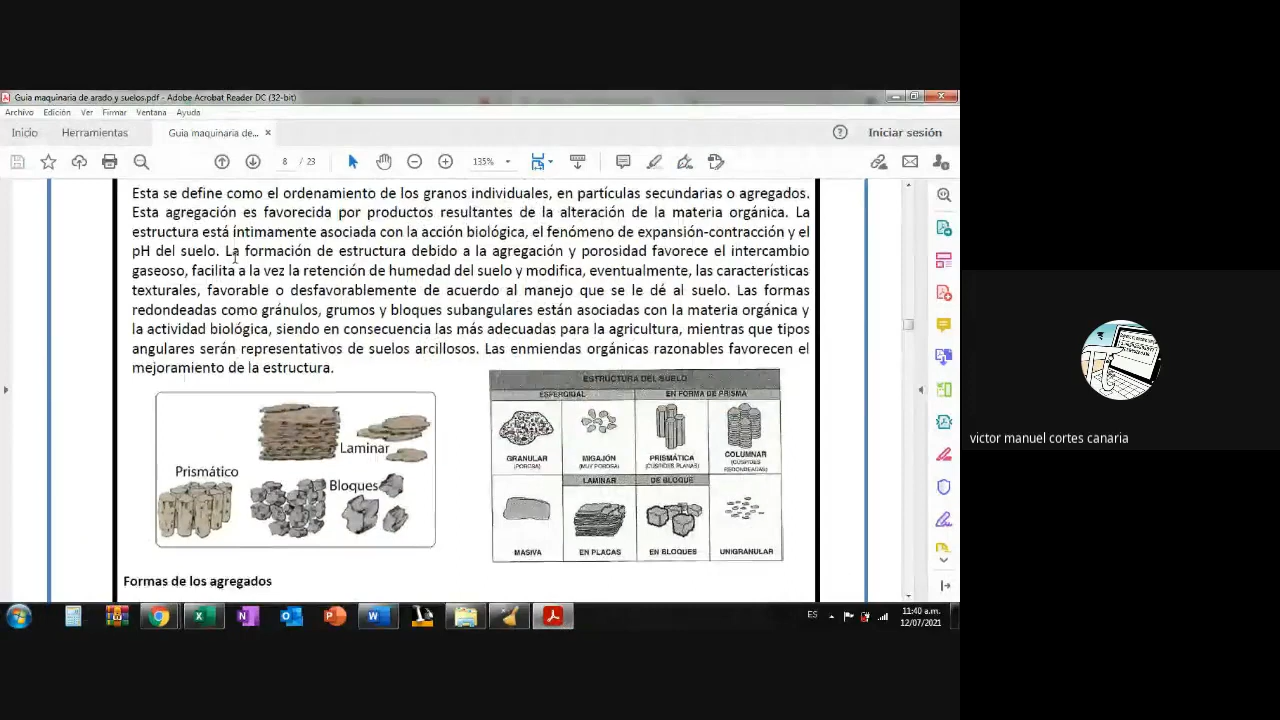 Guia maquinaria de arado y suelos.pdf - Adobe Acrobat Reader DC (32-bit)
Archivo Edición Ver Firmar Ventana Ayuda
Inicio Herramientas Guia maquinaria de... × Iniciar sesión
8 / 23 135%
Esta se define como el ordenamiento de los granos individuales, en partículas secundarias o agregados.
Esta agregación es favorecida por productos resultantes de la alteración de la materia orgánica. La
estructura está íntimamente asociada con la acción biológica, el fenómeno de expansión-contracción y el
pH del suelo. La formación de estructura debido a la agregación y porosidad favorece el intercambio
gaseoso, facilita a la vez la retención de humedad del suelo y modifica, eventualmente, las características
texturales, favorable o desfavorablemente de acuerdo al manejo que se le dé al suelo. Las formas
redondeadas como gránulos, grumos y bloques subangulares están asociadas con la materia orgánica y
la actividad biológica, siendo en consecuencia las más adecuadas para la agricultura, mientras que tipos
angulares serán representativos de suelos arcillosos. Las enmiendas orgánicas razonables favorecen el
mejoramiento de la estructura.
Laminar
Prismático
Bloques
ESTRUCTURA DEL SUELO
ESFEROIDAL EN FORMA DE PRISMA
GRANULAR MIGAJÓN PRISMÁTICA COLUMNAR
(POROSA) (MUY POROSA) (CUSPIDES PLANAS) (CUSPIDES
REDONDEADAS)
LAMINAR DE BLOQUE
MASIVA EN PLACAS EN BLOQUES UNIGRANULAR
Formas de los agregados
ES 11:40 a.m.
12/07/2021
victor manuel cortes canaria